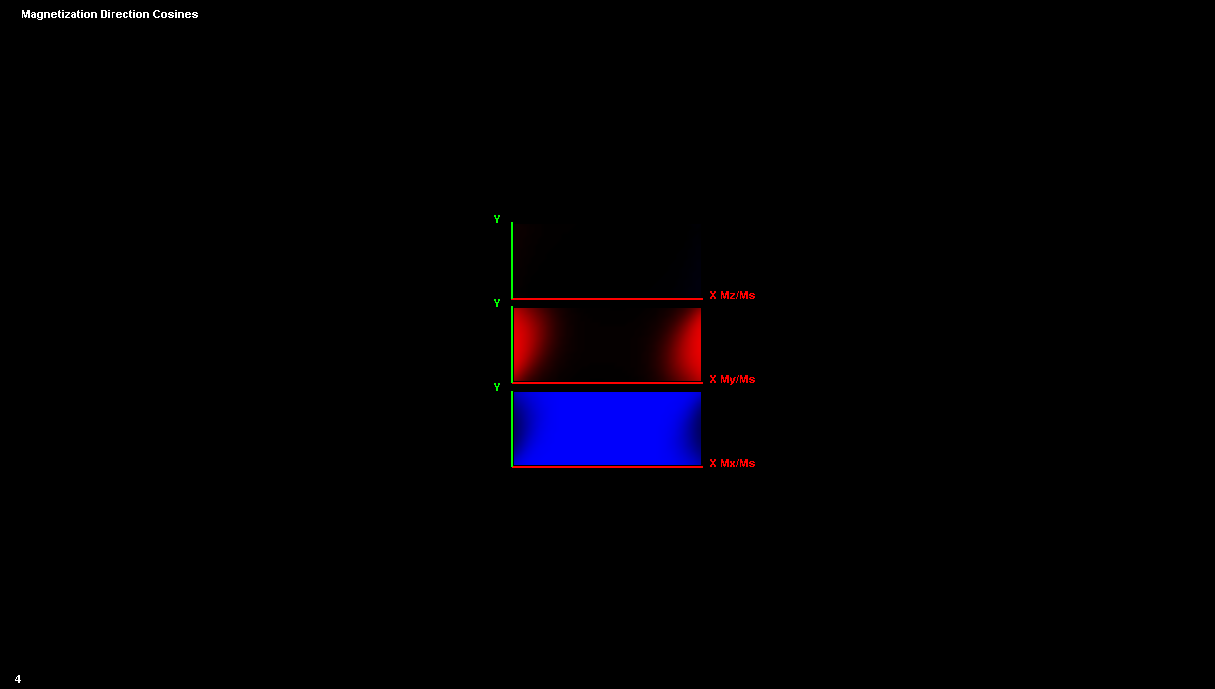 Magnetization Direction Cosines
Y
X Mz/Ms
Y
X My/Ms
Y
X Mx/Ms
4